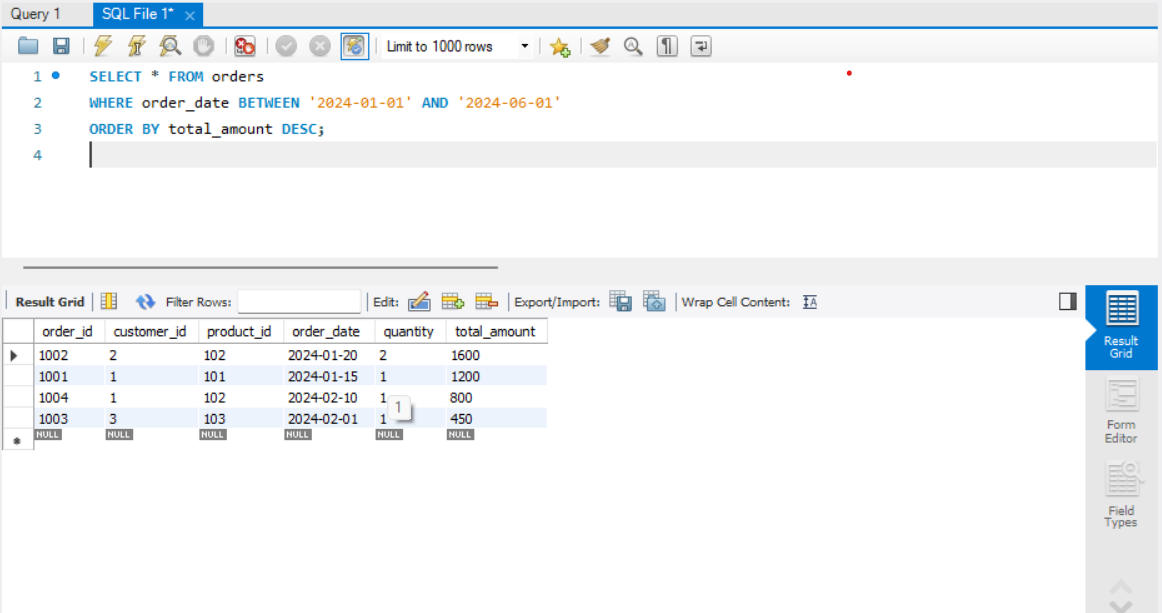 Query 1 SQL File 1*
Limit to 1000 rows
1 SELECT * FROM orders
2 WHERE order_date BETWEEN '2024-01-01' AND '2024-06-01'
3 ORDER BY total_amount DESC;
4
Result Grid Filter Rows: Edit: Export/Import: Wrap Cell Content: IA
order_id customer_id product_id order_date quantity total_amount
1002 2 102 2024-01-20 2 1600
1001 1 101 2024-01-15 1 1200
1004 1 102 2024-02-10 1 800
1003 3 103 2024-02-01 1 450
NULL NULL NULL NULL NULL NULL
1
Result
Grid
Form
Editor
Field
Types